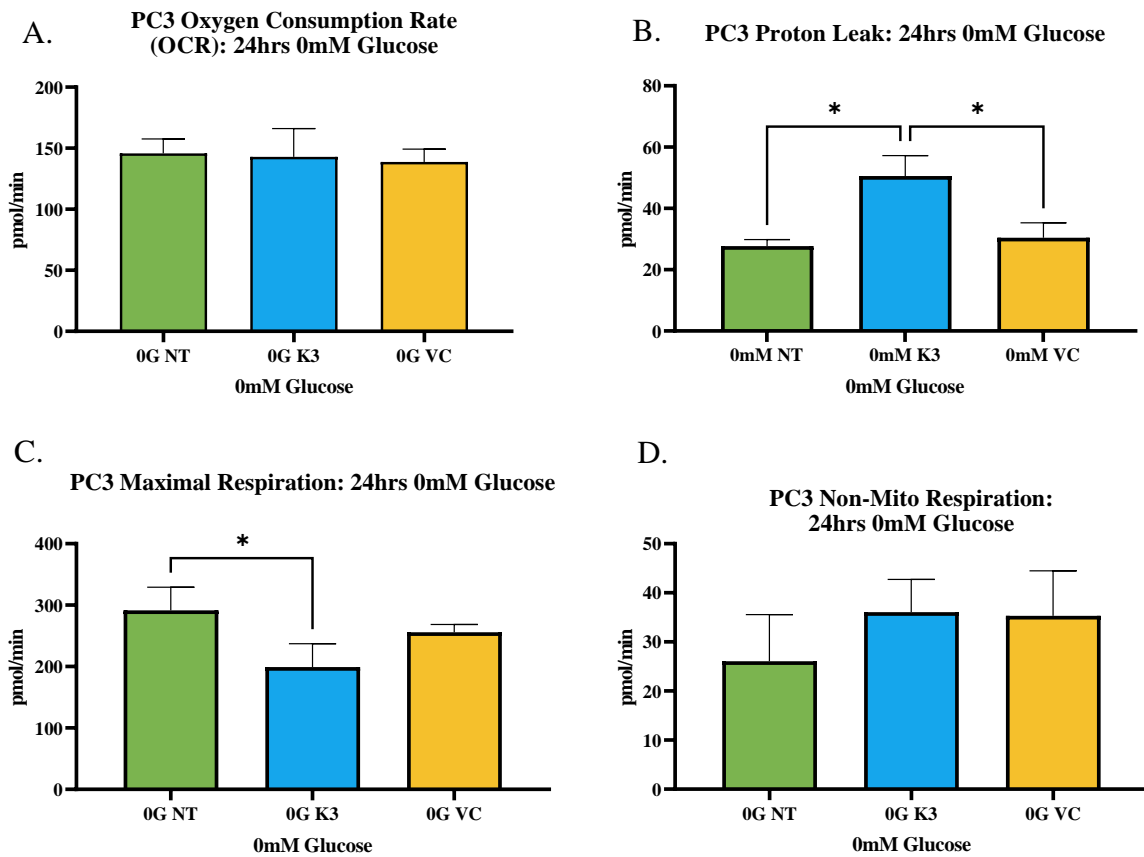 A.
PC3 Oxygen Consumption Rate
(OCR): 24hrs 0mM Glucose
200
150
100
50
0
pmol/min
0G NT 0G K3 0G VC
0mM Glucose
B.
PC3 Proton Leak: 24hrs 0mM Glucose
80
60
40
20
0
pmol/min
* *
0mM NT 0mM K3 0mM VC
0mM Glucose
C.
PC3 Maximal Respiration: 24hrs 0mM Glucose
400
300
200
100
0
pmol/min
*
0G NT 0G K3 0G VC
0mM Glucose
D.
PC3 Non-Mito Respiration:
24hrs 0mM Glucose
50
40
30
20
10
0
pmol/min
0G NT 0G K3 0G VC
0mM Glucose